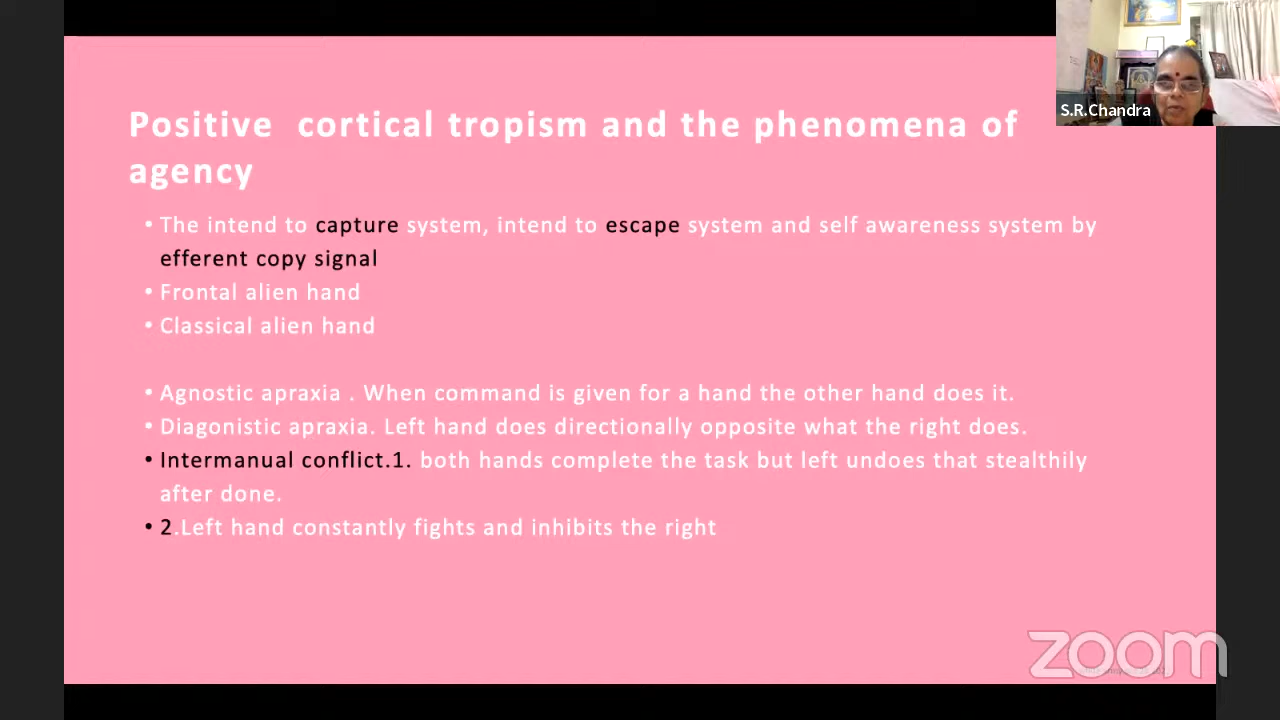 Positive cortical tropism and the phenomena of
agency
• The intend to capture system, intend to escape system and self awareness system by
efferent copy signal
• Frontal alien hand
• Classical alien hand
• Agnostic apraxia . When command is given for a hand the other hand does it.
• Diagonistic apraxia. Left hand does directionally opposite what the right does.
• Intermanual conflict.1. both hands complete the task but left undoes that stealthily
after done.
• 2.Left hand constantly fights and inhibits the right
S.R.Chandra
zoom